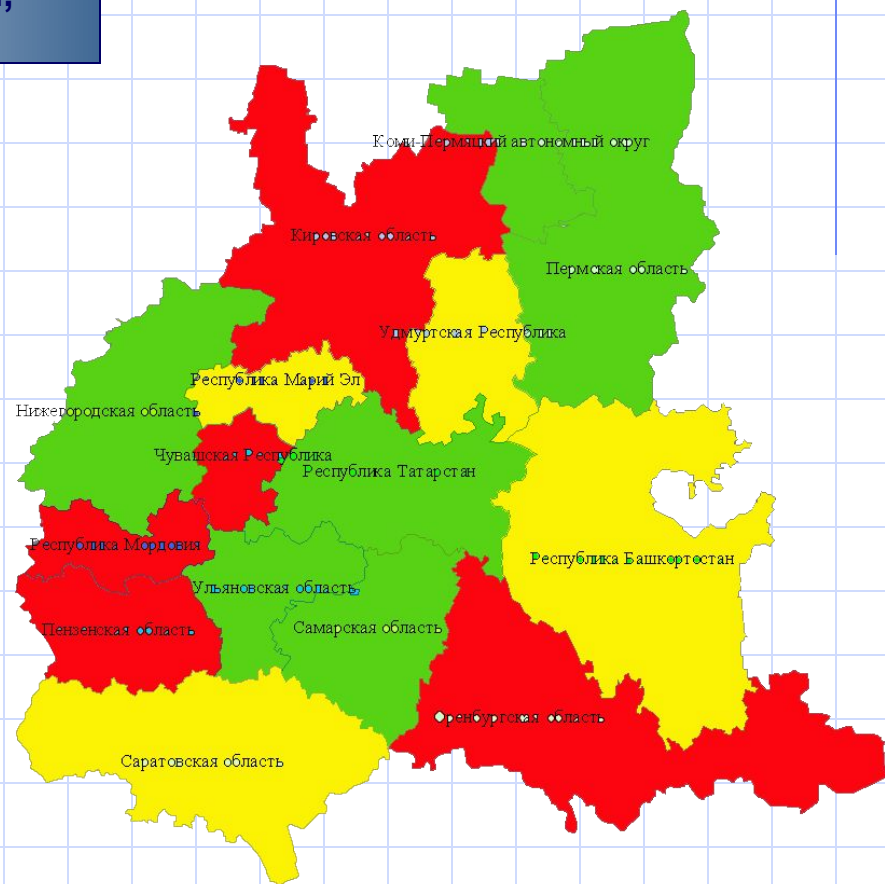 Коми-Пермяцкий автономный округ
Кировская область
Пермская область
Удмуртская Республика
Республика Марий Эл
Нижегородская область
Чувашская Республика
Республика Татарстан
Республика Мордовия
Республика Башкортостан
Ульяновская область
Пензенская область
Самарская область
Оренбургская область
Саратовская область